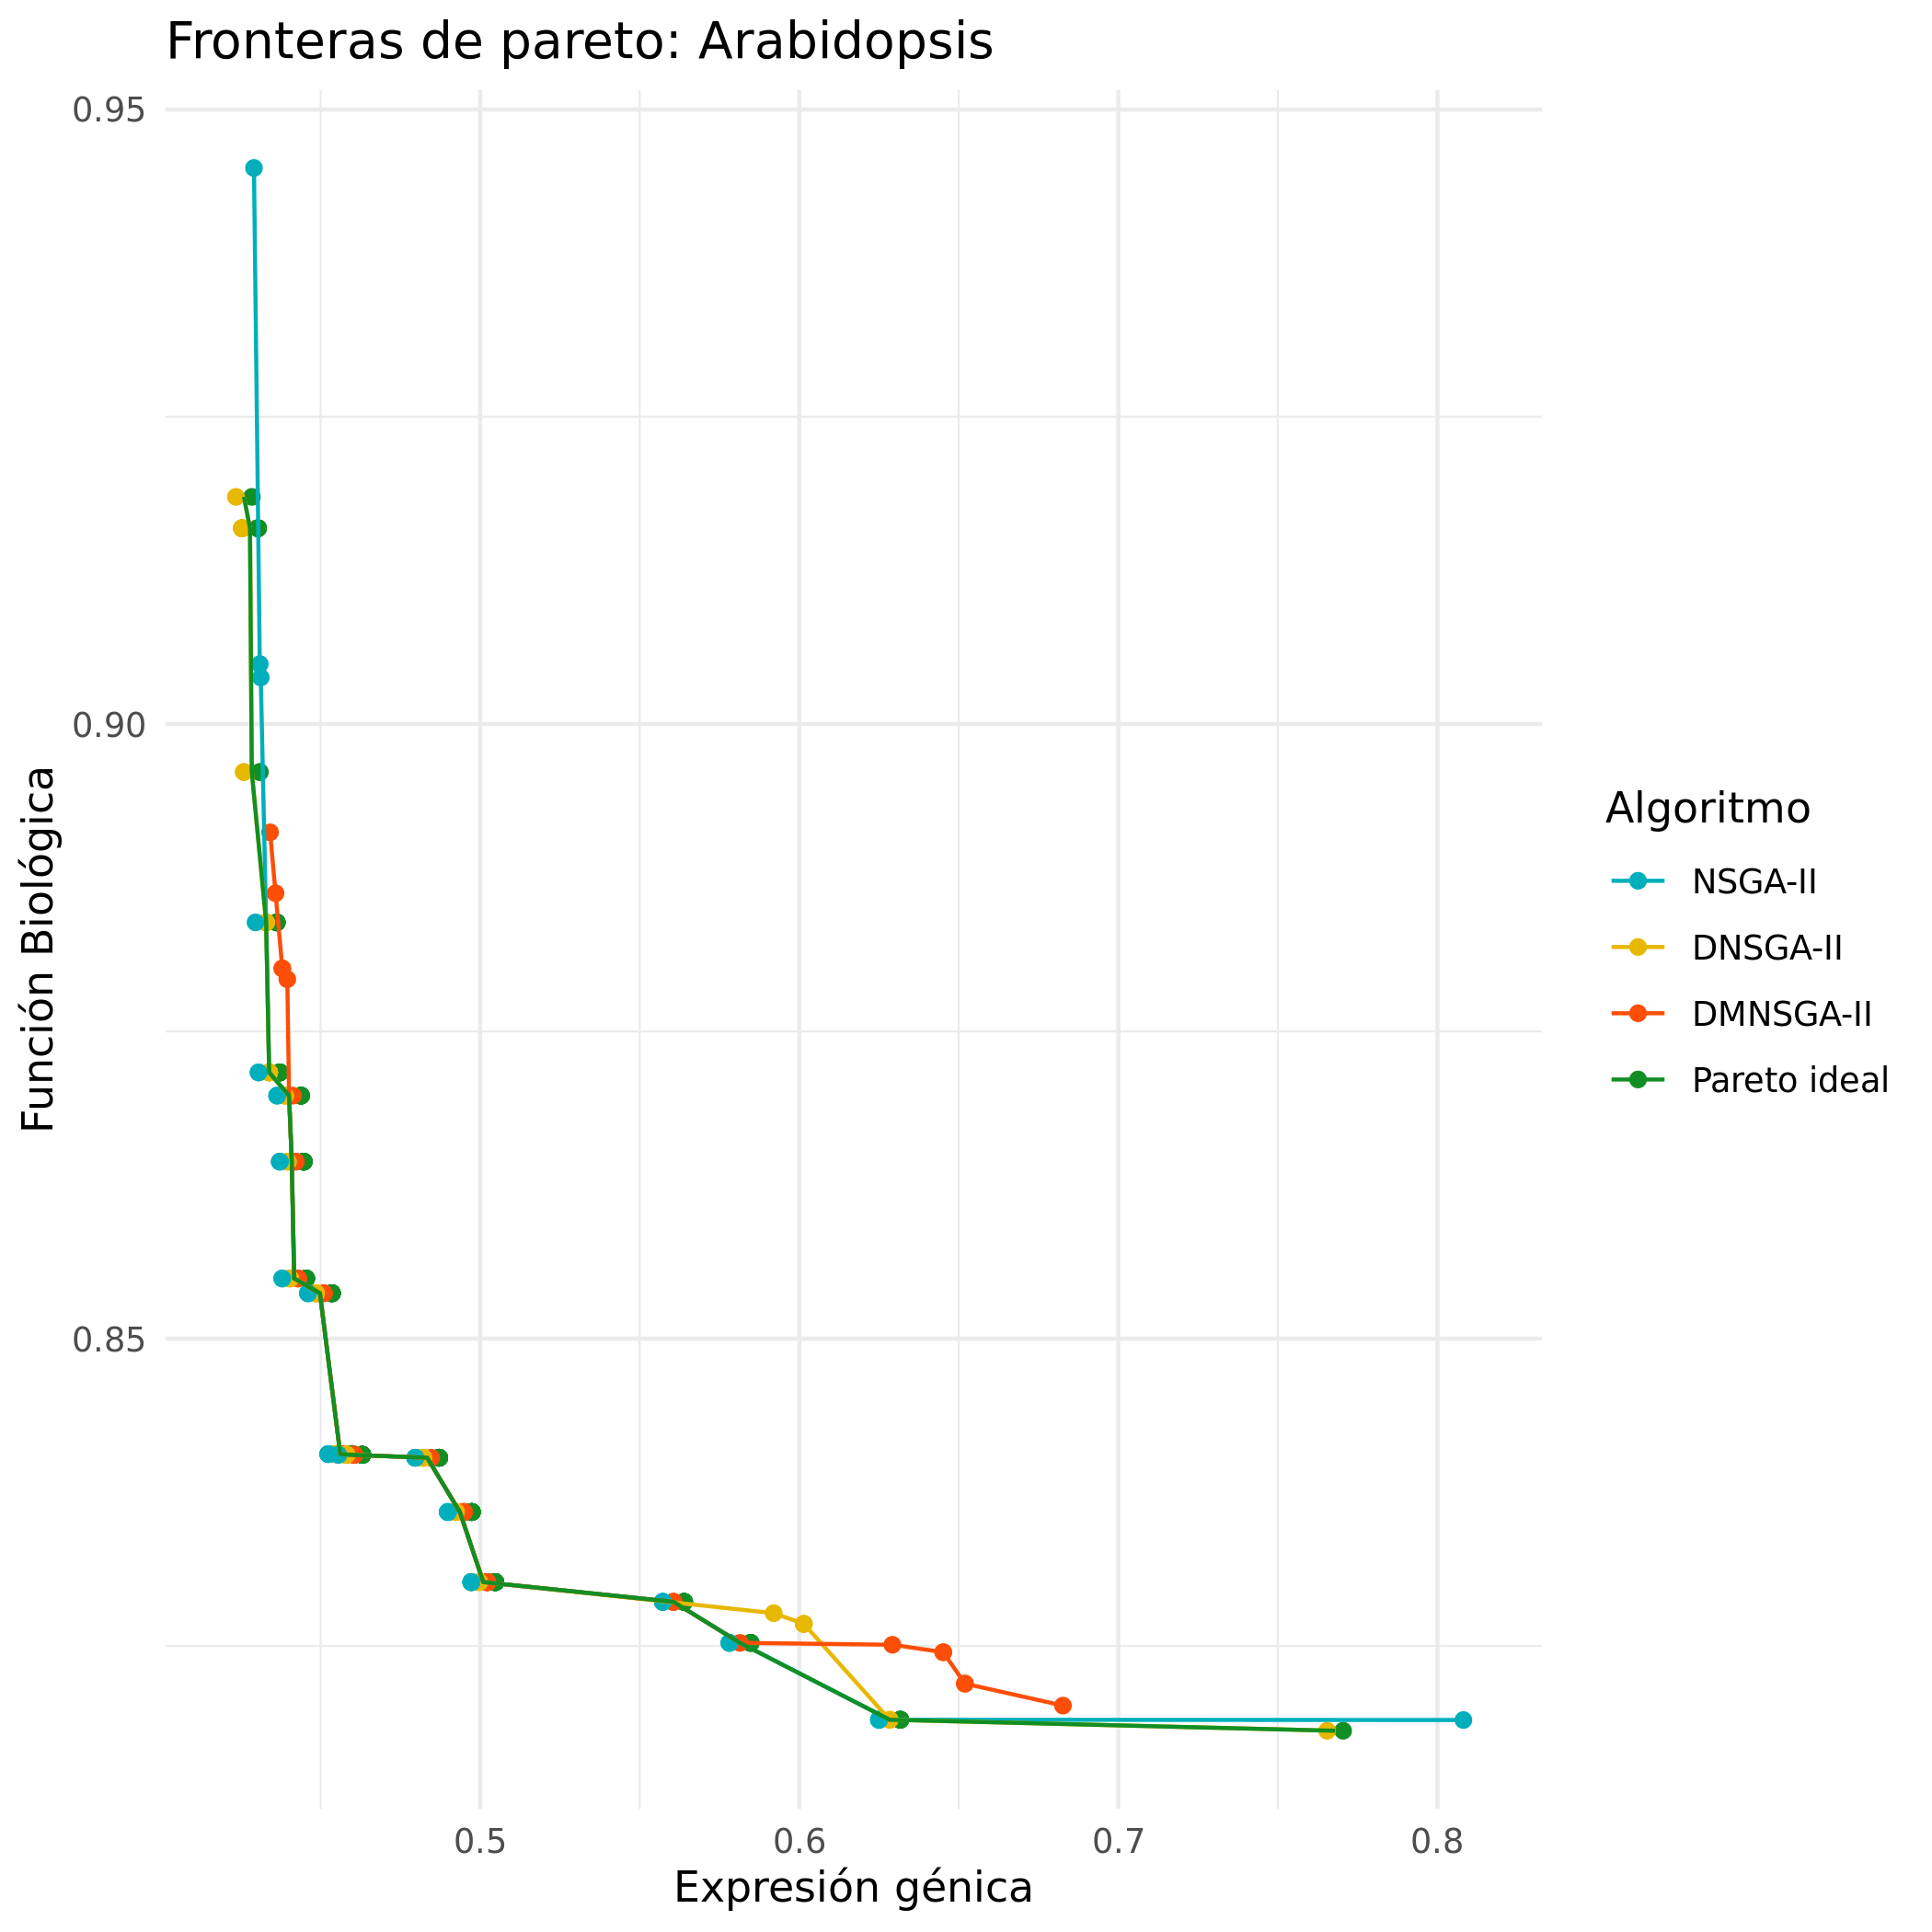 Fronteras de pareto: Arabidopsis
0.95
0.90
0.85
Función Biológica
0.5 0.6 0.7 0.8
Expresión génica
Algoritmo
NSGA-II
DNSGA-II
DMNSGA-II
Pareto ideal